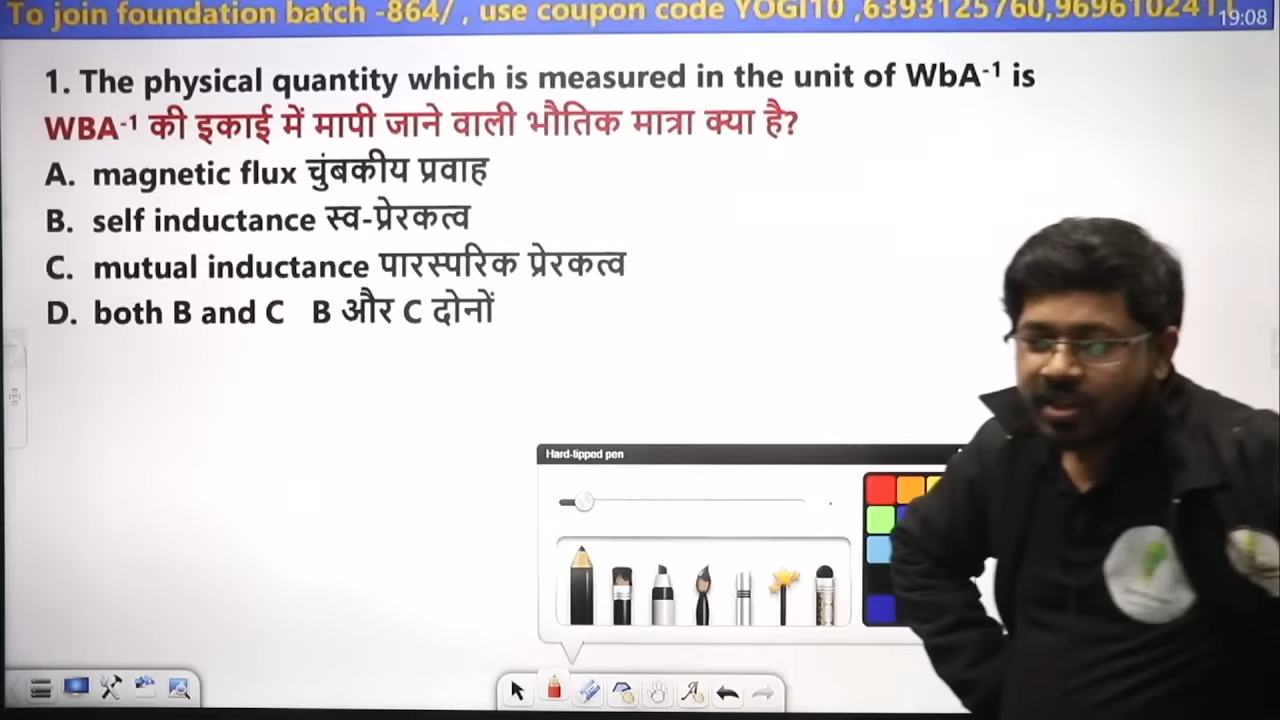 To join foundation batch -864/ , use coupon code YOGI10 ,6393125760,9696102411
19:08
1. The physical quantity which is measured in the unit of WbA⁻¹ is
WBA⁻¹ की इकाई में मापी जाने वाली भौतिक मात्रा क्या है?
A. magnetic flux चुंबकीय प्रवाह
B. self inductance स्व-प्रेरकत्व
C. mutual inductance पारस्परिक प्रेरकत्व
D. both B and C B और C दोनों
Hard-tipped pen